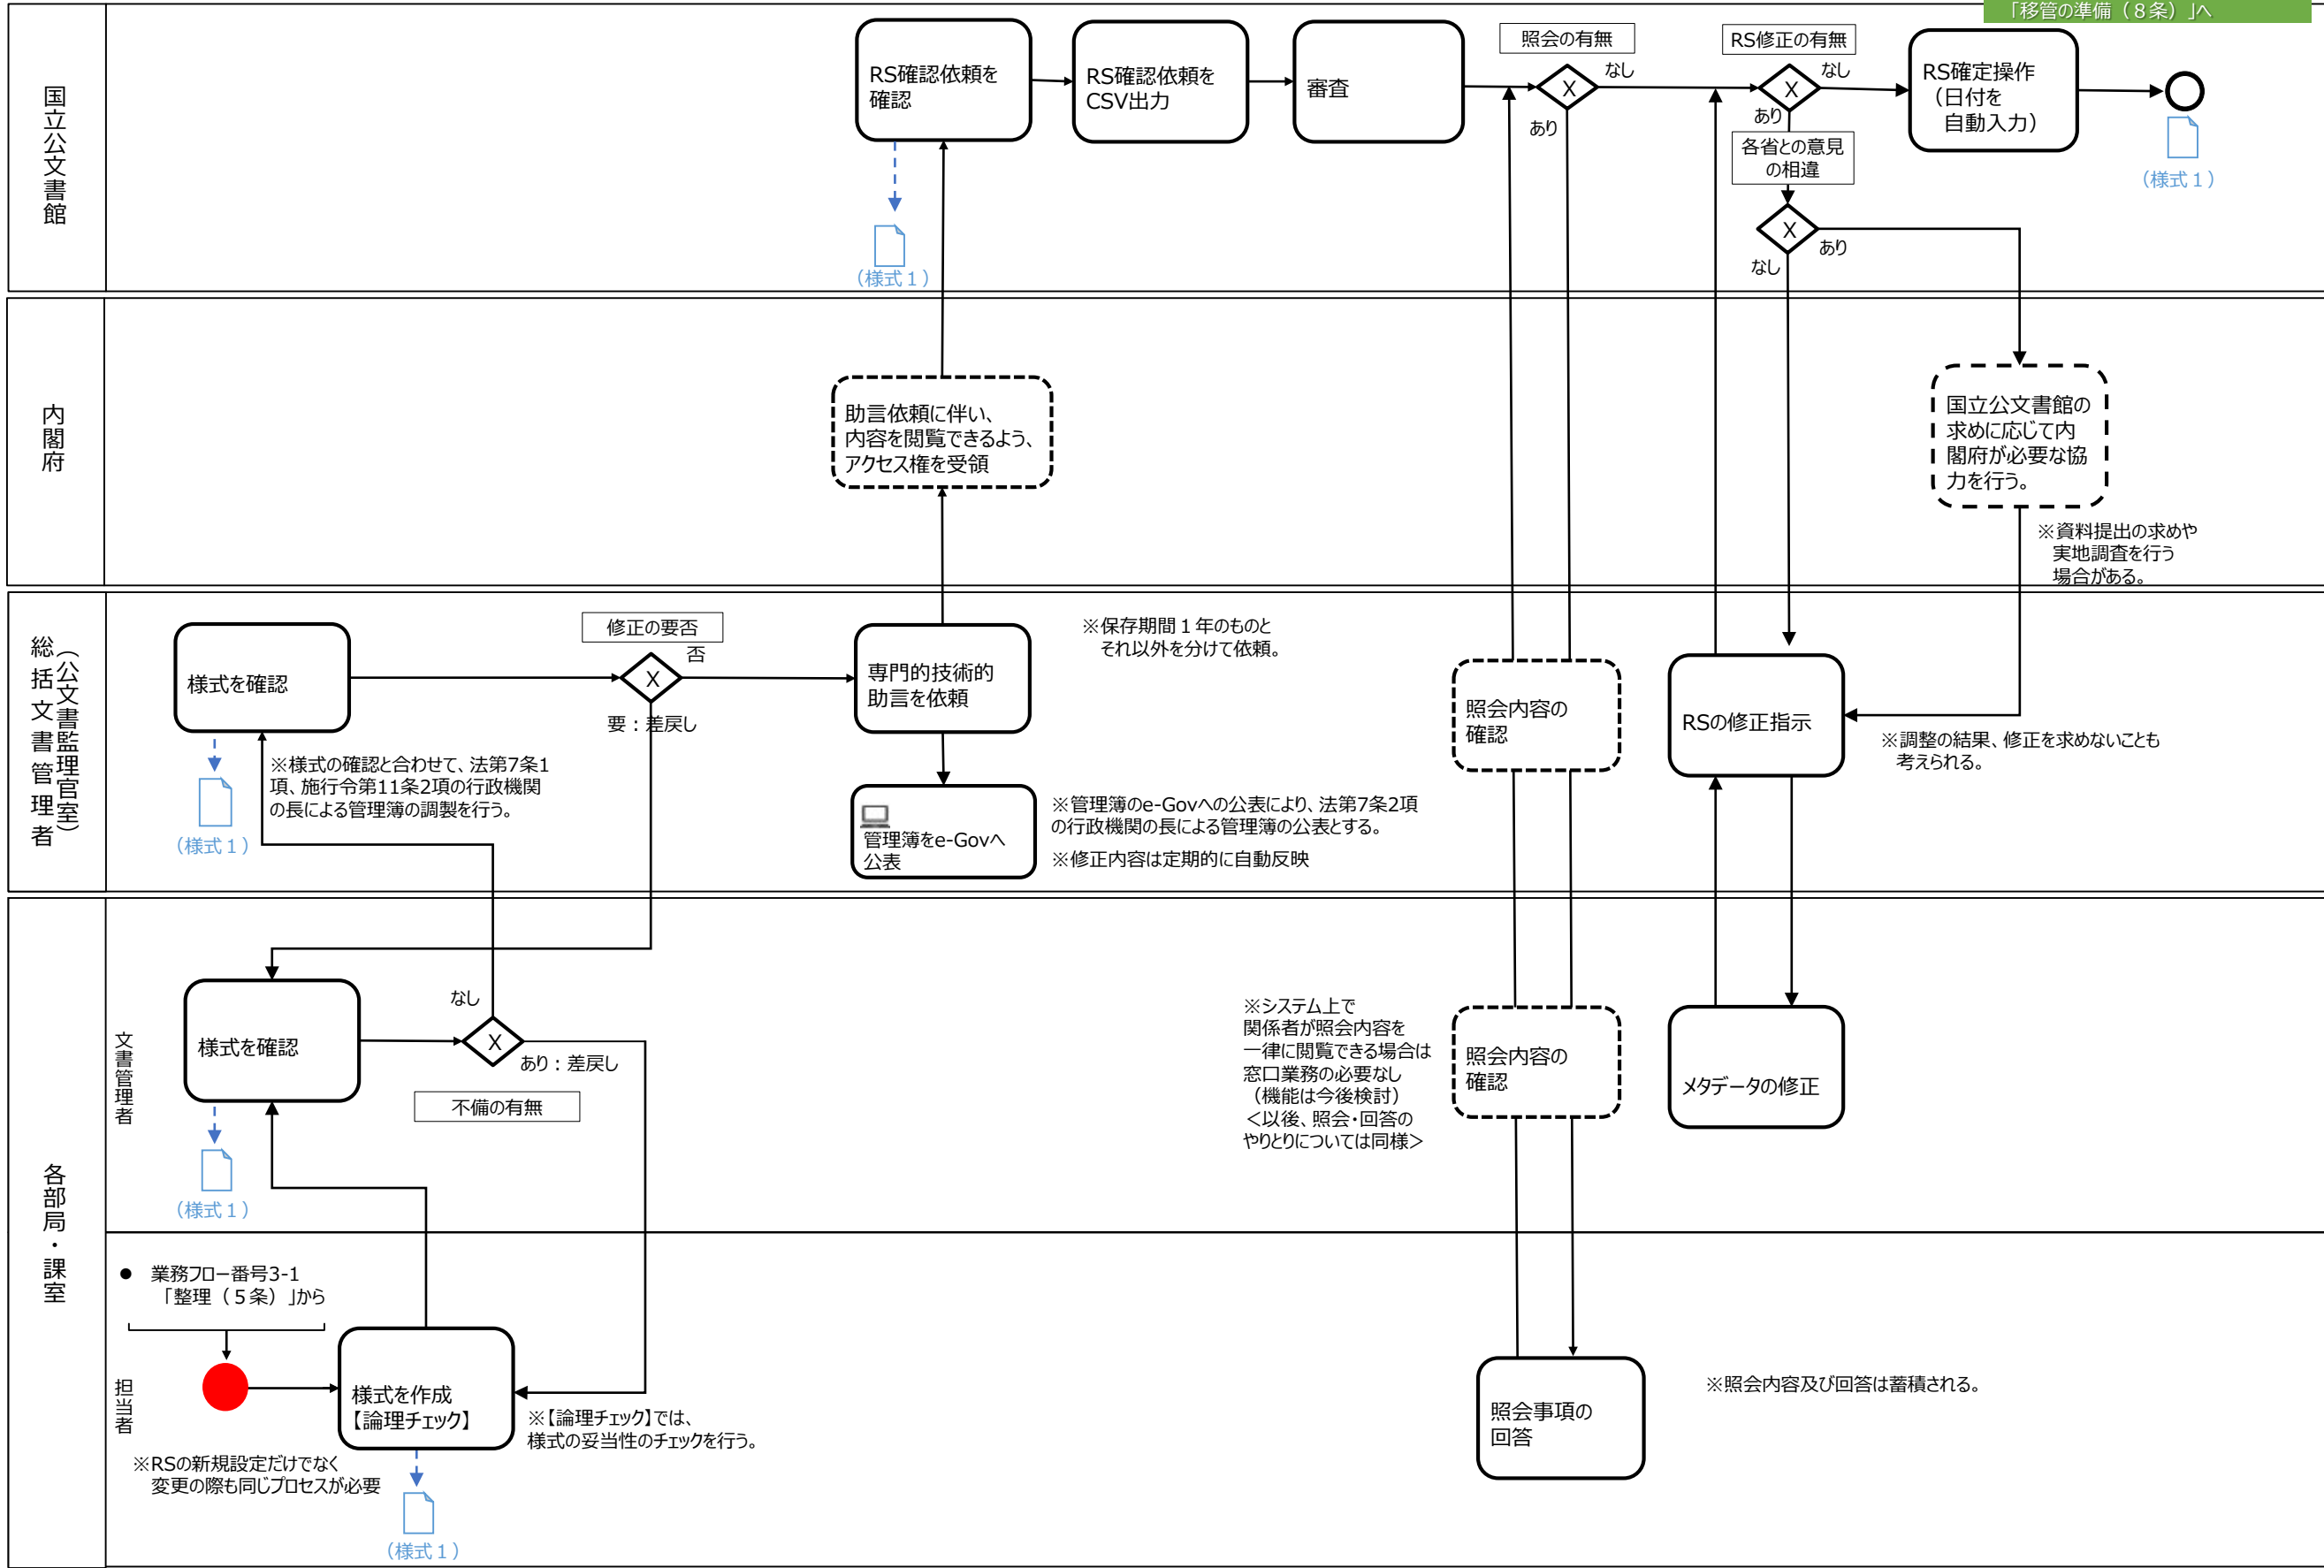 「移管の準備（８条）」へ
国立公文書館
RS確認依頼を
確認
RS確認依頼を
CSV出力
審査
照会の有無
X
なし
あり
RS修正の有無
X
なし
あり
各省との意見
の相違
X
あり
なし
RS確定操作
（日付を
自動入力）
（様式１）
（様式１）
内閣府
助言依頼に伴い、
内容を閲覧できるよう、
アクセス権を受領
国立公文書館の
求めに応じて内
閣府が必要な協
力を行う。
※資料提出の求めや
実地調査を行う
場合がある。
総括文書管理者
（公文書監理官室）
様式を確認
修正の要否
X
否
要：差戻し
専門的技術的
助言を依頼
※保存期間１年のものと
それ以外を分けて依頼。
照会内容の
確認
RSの修正指示
※調整の結果、修正を求めないことも
考えられる。
※様式の確認と合わせて、法第7条1
項、施行令第11条2項の行政機関
の長による管理簿の調製を行う。
（様式１）
管理簿をe-Govへ
公表
※管理簿のe-Govへの公表により、法第7条2項
の行政機関の長による管理簿の公表とする。
※修正内容は定期的に自動反映
各部局・課室
文書管理者
様式を確認
なし
X
あり：差戻し
不備の有無
（様式１）
※システム上で
関係者が照会内容を
一律に閲覧できる場合は
窓口業務の必要なし
（機能は今後検討）
＜以後、照会・回答の
やりとりについては同様＞
照会内容の
確認
メタデータの修正
担当者
● 業務フロー番号3-1
「整理（５条）」から
様式を作成
【論理チェック】
※【論理チェック】では、
様式の妥当性のチェックを行う。
※RSの新規設定だけでなく
変更の際も同じプロセスが必要
（様式１）
照会事項の
回答
※照会内容及び回答は蓄積される。